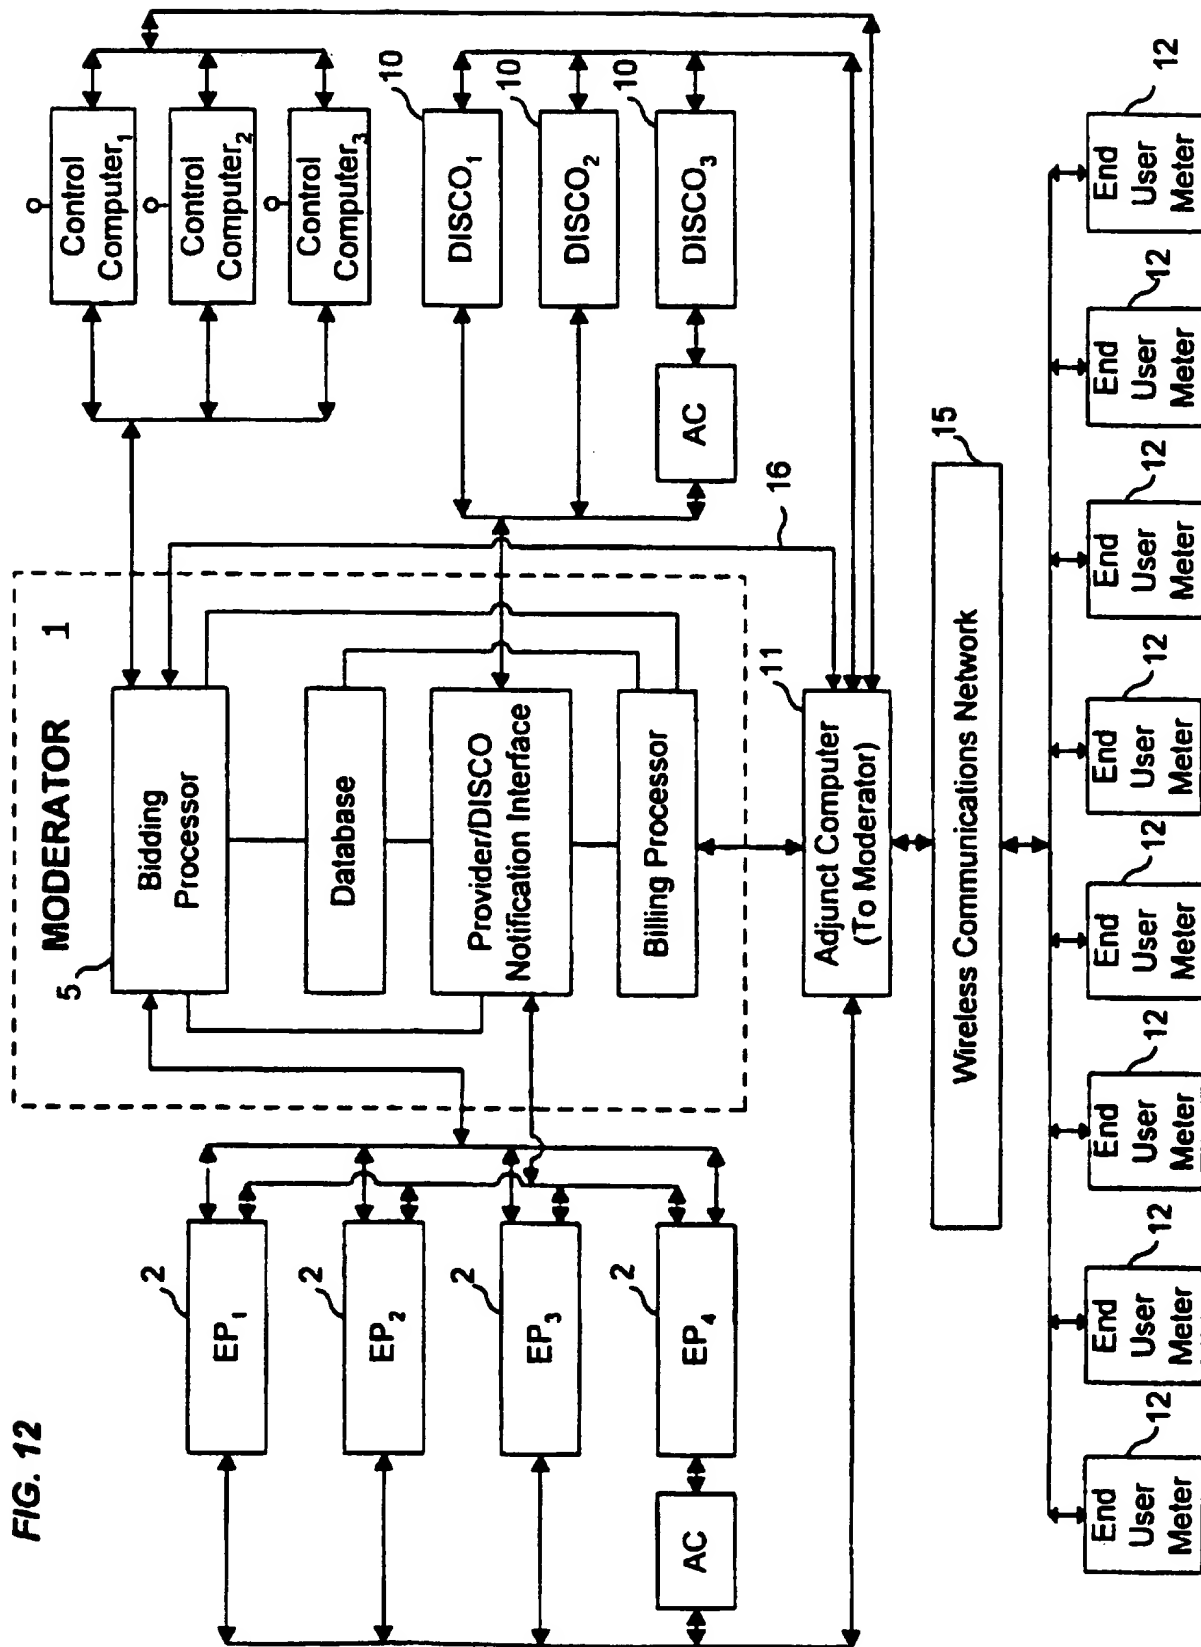 FIG. 12
MODERATOR
1
5
Bidding
Processor
Database
Provider/DISCO
Notification Interface
Billing Processor
2
EP1
2
EP2
2
EP3
2
EP4
AC
Control
Computer1
Control
Computer2
Control
Computer3
10
DISCO1
10
DISCO2
10
DISCO3
AC
16
11
Adjunct Computer
(To Moderator)
15
Wireless Communications Network
12
End
User
Meter
12
End
User
Meter
12
End
User
Meter
12
End
User
Meter
12
End
User
Meter
12
End
User
Meter
12
End
User
Meter
12
End
User
Meter